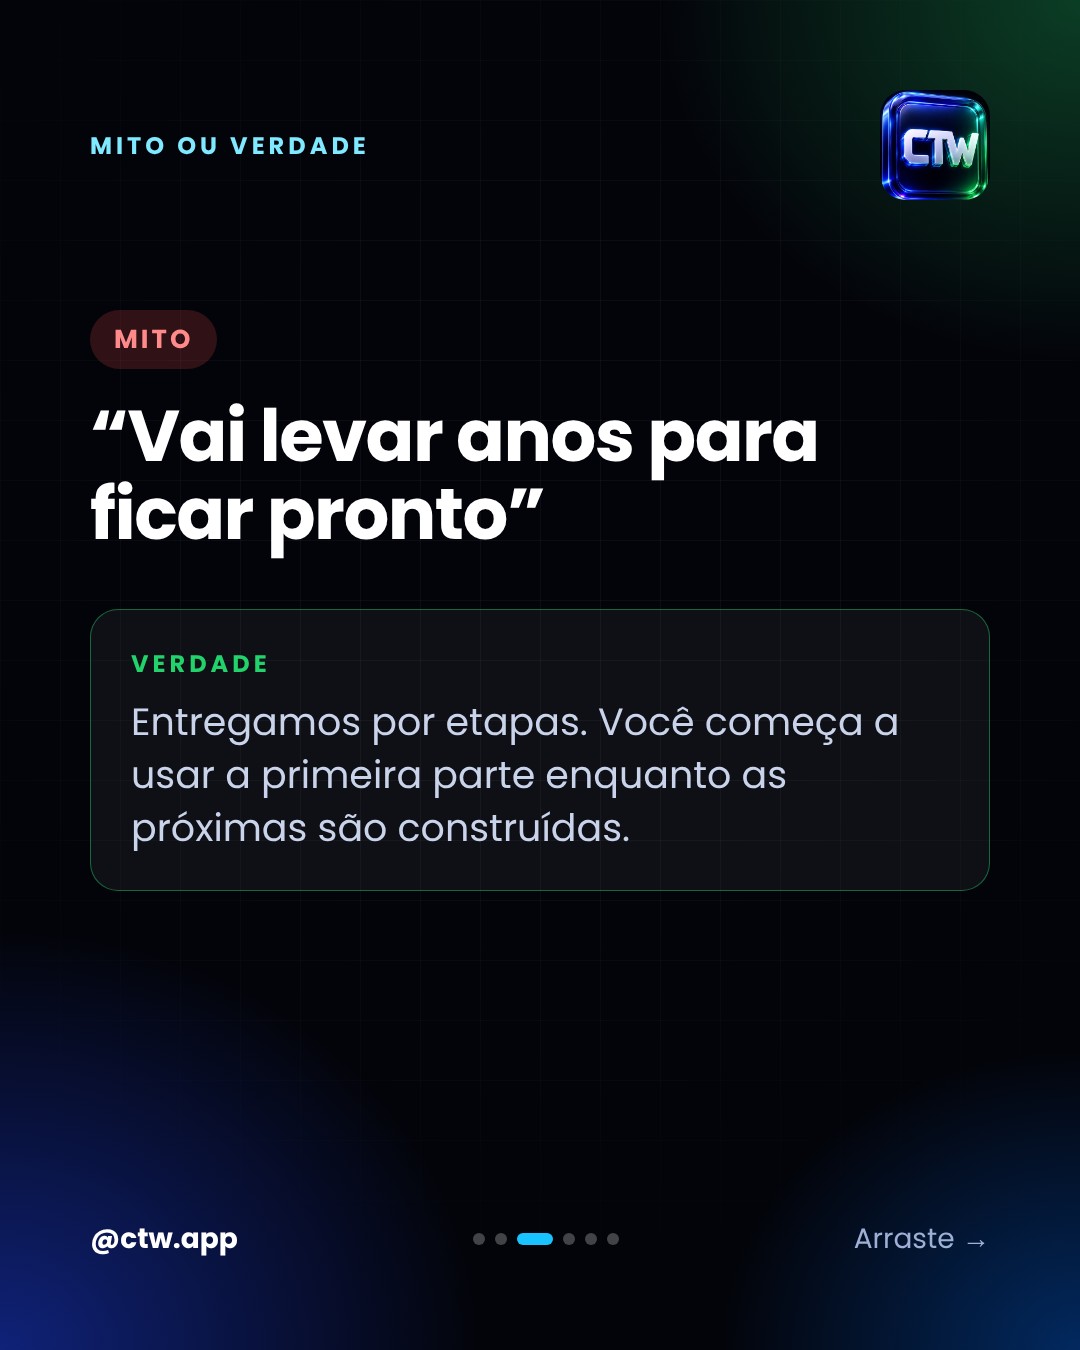 MITO OU VERDADE
CTW
MITO
“Vai levar anos para
ficar pronto”
VERDADE
Entregamos por etapas. Você começa a
usar a primeira parte enquanto as
próximas são construídas.
@ctw.app
Arraste →